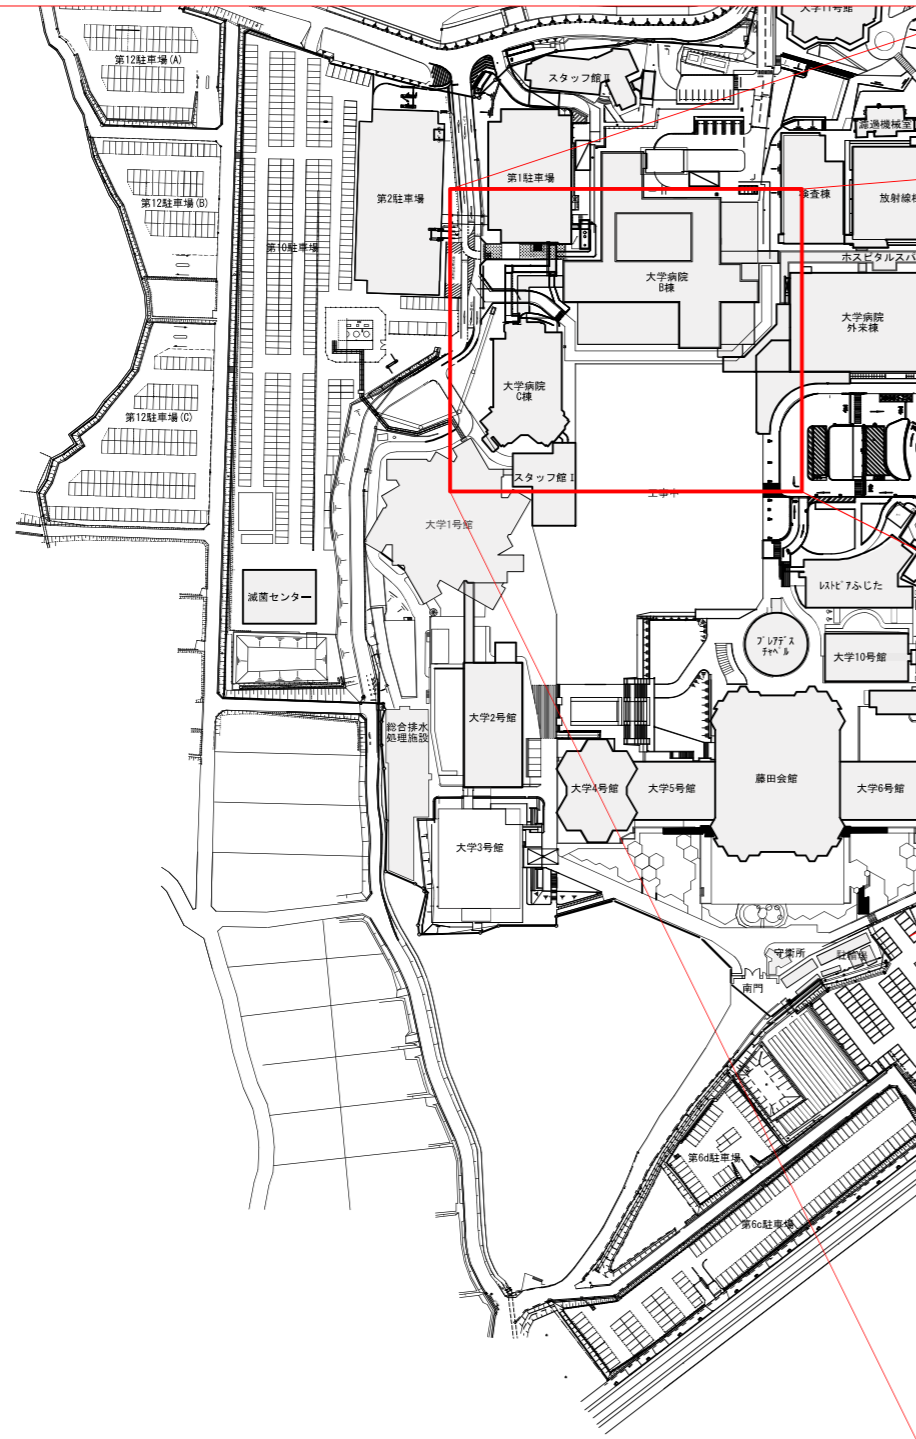 大学11号館
第12駐車場(A)
スタッフ館Ⅱ
濾過機械室
第1駐車場
第2駐車場
検査棟
放射線
第12駐車場(B)
第10駐車場
ホスピタルスパ
大学病院
B棟
大学病院
外来棟
大学病院
C棟
第12駐車場(C)
スタッフ館Ⅰ
工事中
大学1号館
滅菌センター
ﾚｽﾄﾋﾟｱふじた
ﾌﾟﾚｱﾃﾞｽ
ﾁｬﾍﾟﾙ
大学10号館
大学2号館
総合排水
処理施設
大学4号館
大学5号館
藤田会館
大学6号館
大学3号館
守衛所
駐輪場
南門
第6d駐車場
第6c駐車場